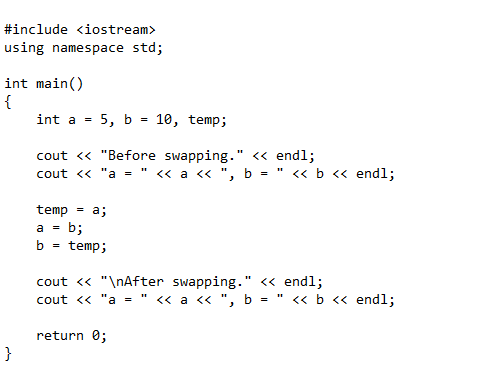 #include <iostream>
using namespace std;

int main()
{
    int a = 5, b = 10, temp;

    cout << "Before swapping." << endl;
    cout << "a = " << a << ", b = " << b << endl;

    temp = a;
    a = b;
    b = temp;

    cout << "\nAfter swapping." << endl;
    cout << "a = " << a << ", b = " << b << endl;

    return 0;
}